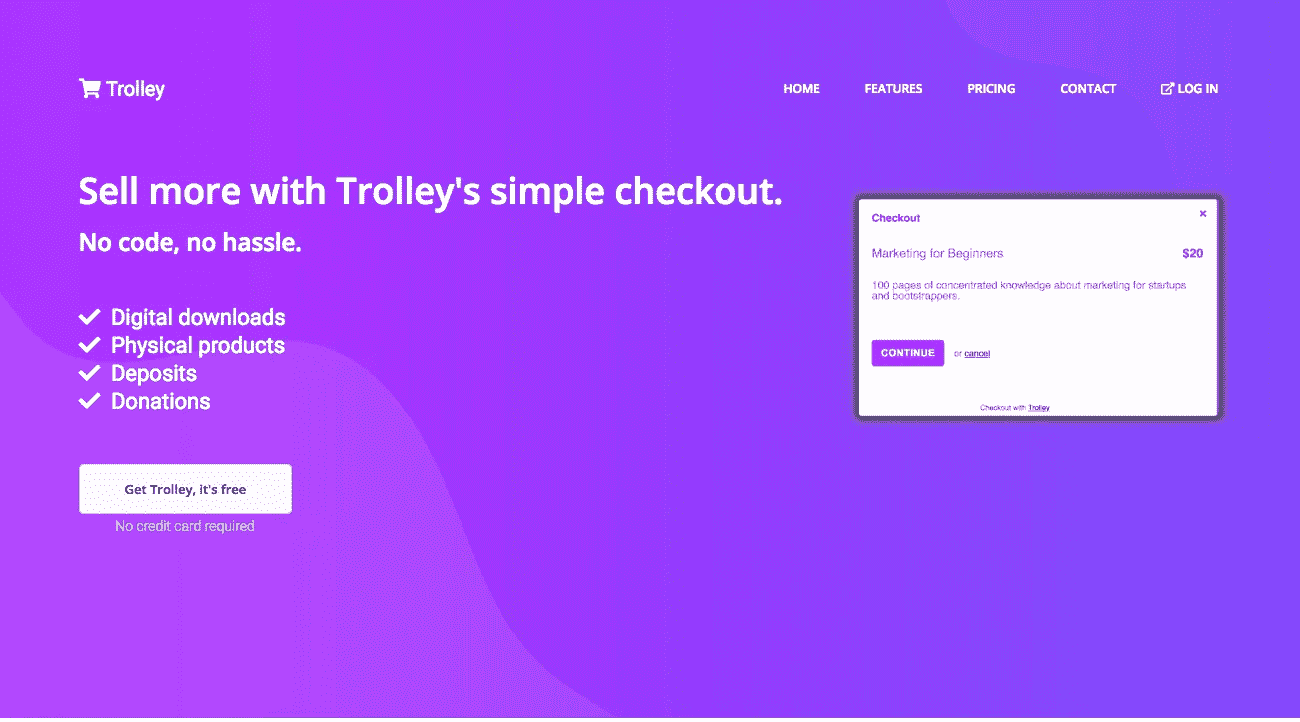 Trolley
HOME
FEATURES
PRICING
CONTACT
LOG IN
Sell more with Trolley's simple checkout.
No code, no hassle.
Digital downloads
Physical products
Deposits
Donations
Get Trolley, it's free
No credit card required
Checkout
×
Marketing for Beginners
$20
100 pages of concentrated knowledge about marketing for startups
and bootstrappers.
CONTINUE or cancel
Checkout with Trolley